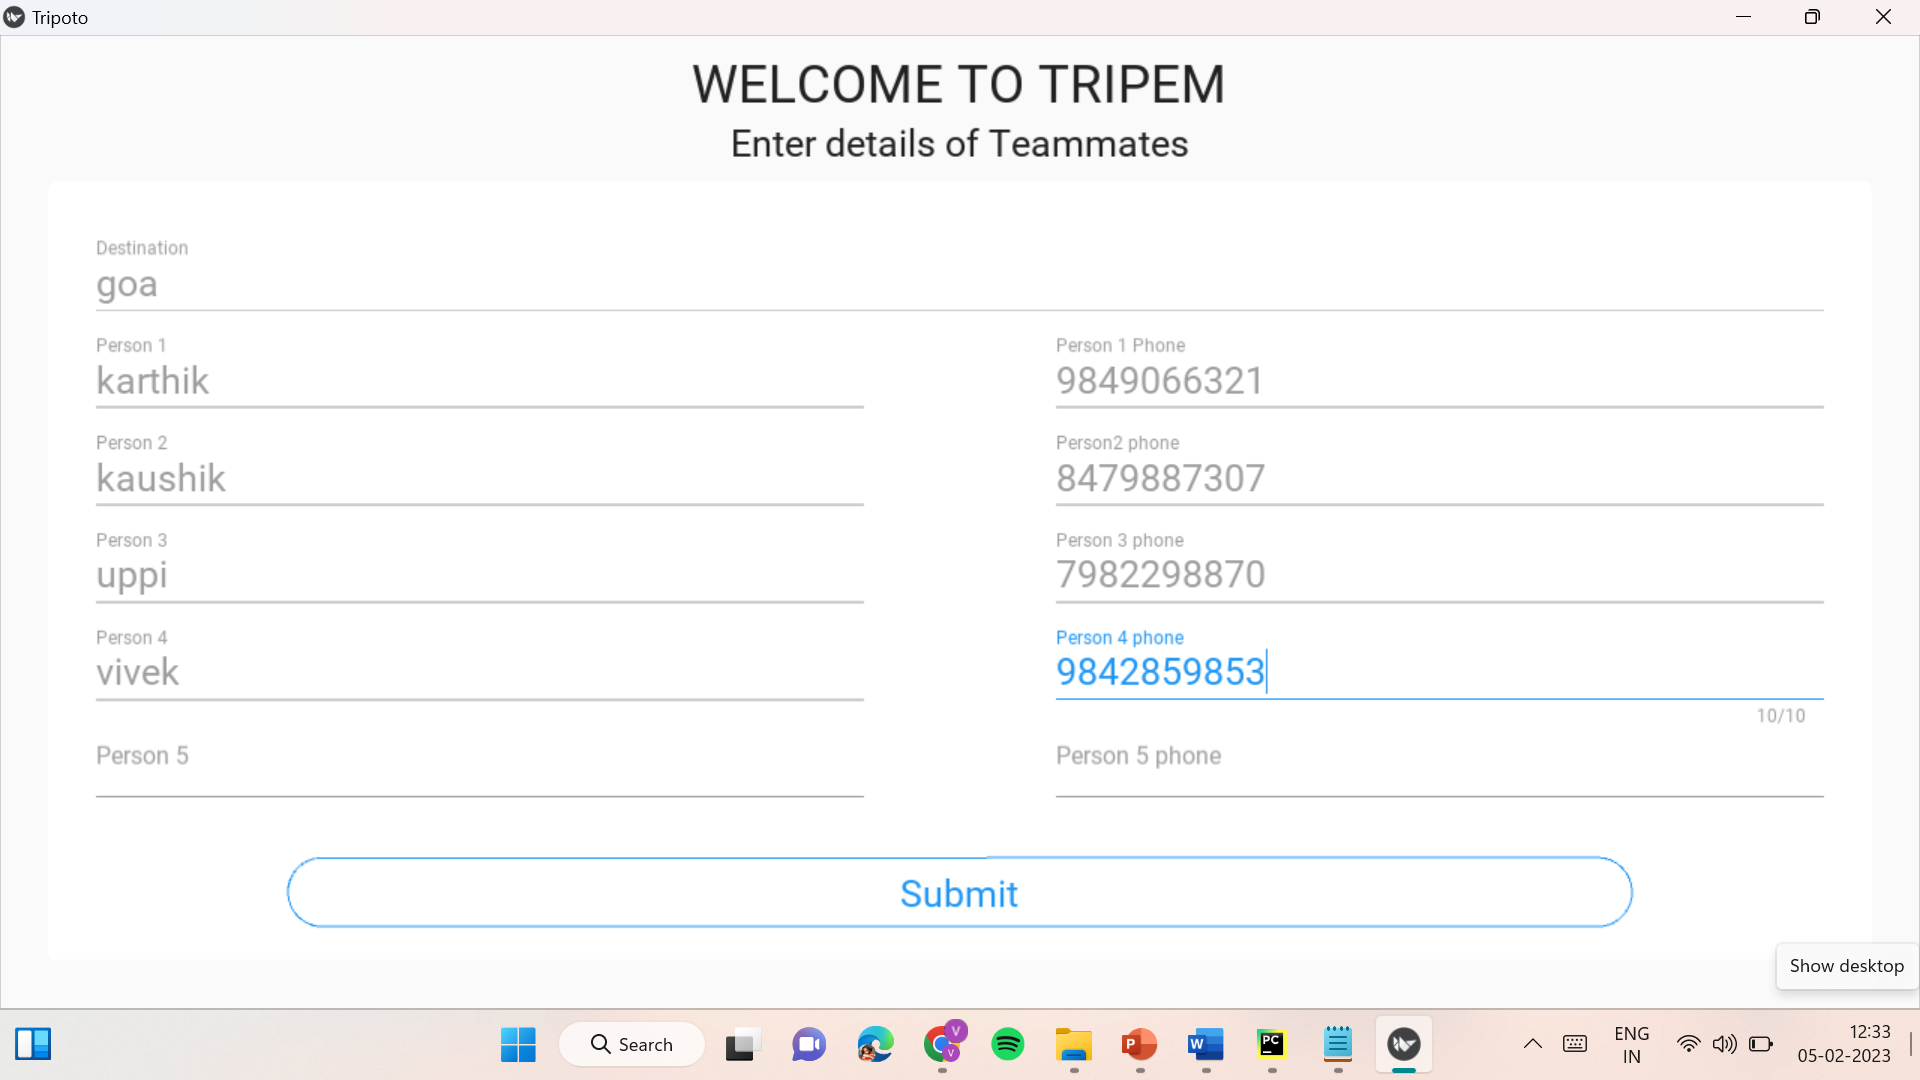 Tripoto
WELCOME TO TRIPEM
Enter details of Teammates
Destination
goa
Person 1
karthik
Person 1 Phone
9849066321
Person 2
kaushik
Person2 phone
8479887307
Person 3
uppi
Person 3 phone
7982298870
Person 4
vivek
Person 4 phone
9842859853
10/10
Person 5
Person 5 phone
Submit
Show desktop
Search
V
V
P
W
PC
ENG
IN
12:33
05-02-2023